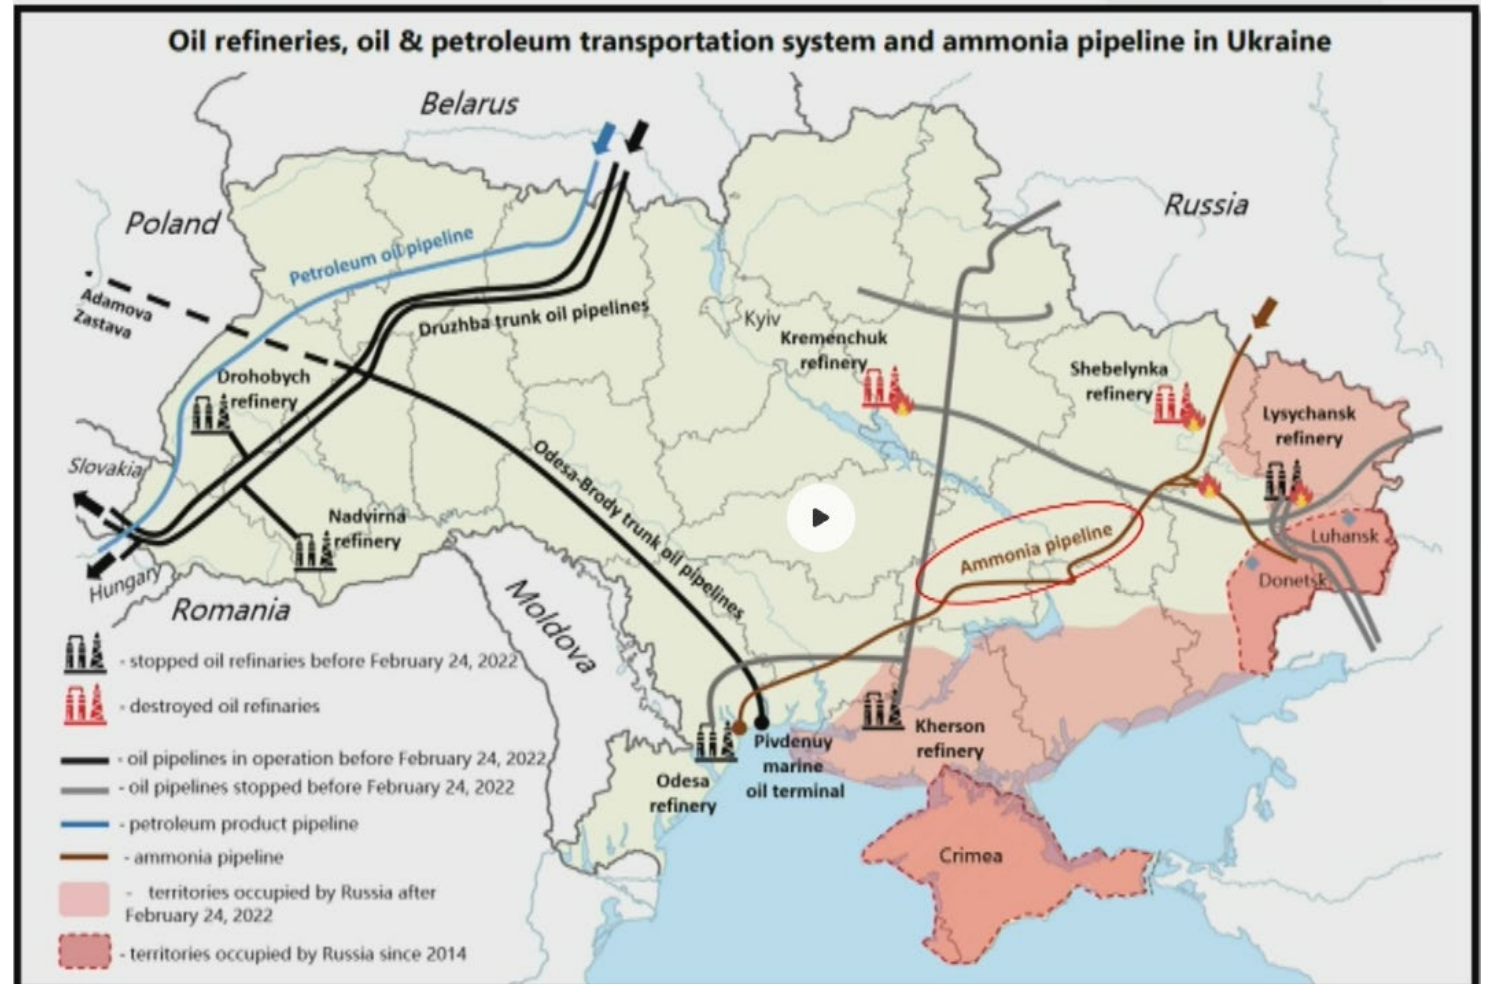 Oil refineries, oil & petroleum transportation system and ammonia pipeline in Ukraine
Belarus
Poland
Russia
Petroleum oil pipeline
Adamova
Zastava
Druzhba trunk oil pipelines
Kyiv
Kremenchuk
refinery
Shebelynka
refinery
Drohobych
refinery
Lysychansk
refinery
Slovakia
Odesa-Brody trunk oil pipelines
Nadvirna
refinery
Ammonia pipeline
Luhansk
Donetsk
Hungary
Romania
Moldova
Kherson
refinery
Pivdenuy
marine
oil terminal
Odesa
refinery
Crimea
- stopped oil refinaries before February 24, 2022
- destroyed oil refinaries
- oil pipelines in operation before February 24, 2022
- oil pipelines stopped before February 24, 2022
- petroleum product pipeline
- ammonia pipeline
- territories occupied by Russia after
February 24, 2022
- territories occupied by Russia since 2014